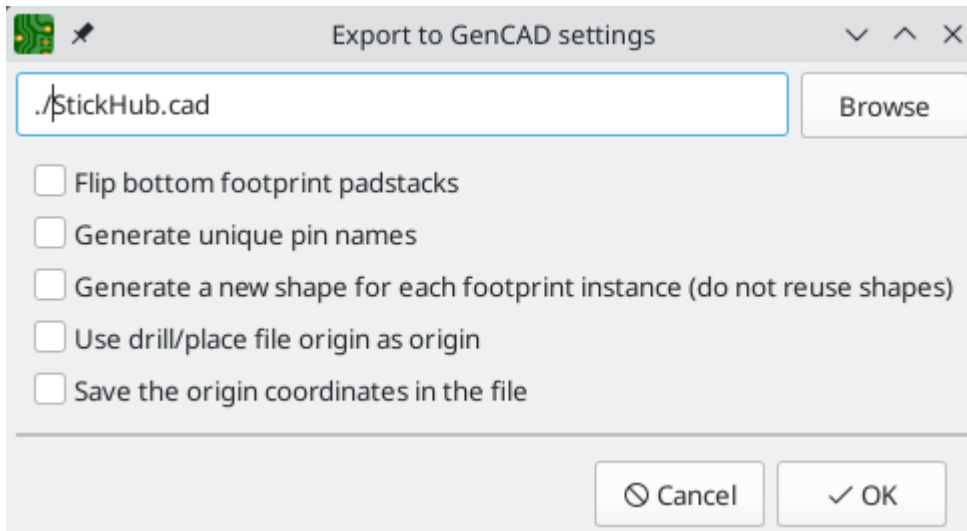 Export to GenCAD settings
./StickHub.cad
Browse
Flip bottom footprint padstacks
Generate unique pin names
Generate a new shape for each footprint instance (do not reuse shapes)
Use drill/place file origin as origin
Save the origin coordinates in the file
Cancel
OK